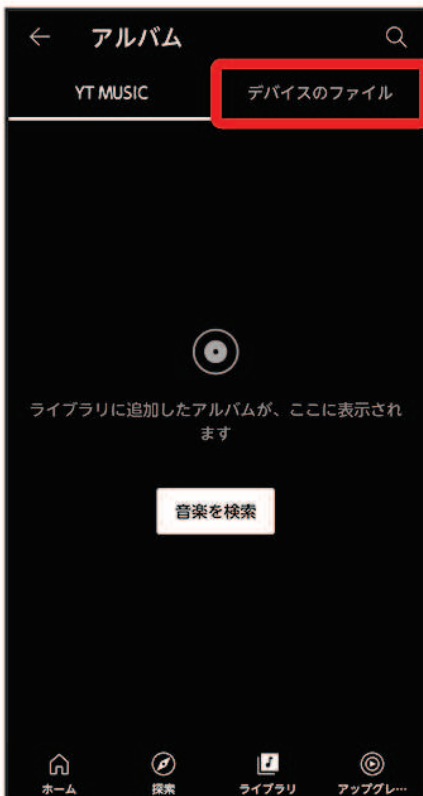 アルバム
YT MUSIC
デバイスのファイル
ライブラリに追加したアルバムが、ここに表示され
ます
音楽を検索
ホーム
探索
ライブラリ
アップグレ…